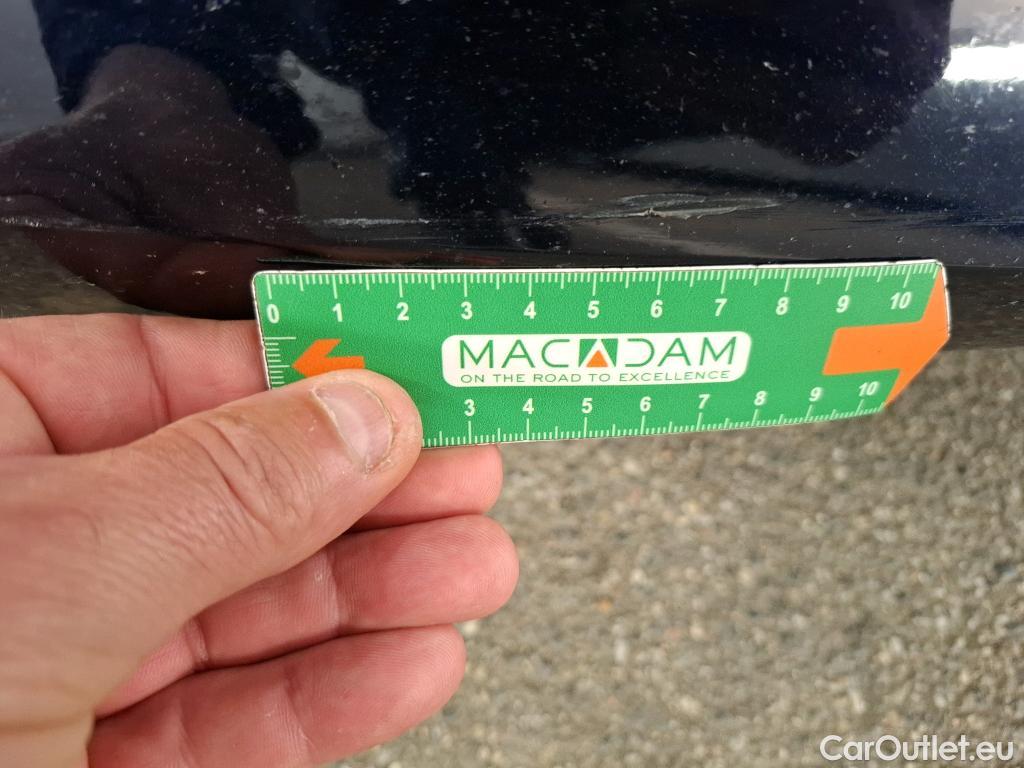 0 1 2 3 4 5 6 7 8 9 10
MACADAM
ON THE ROAD TO EXCELLENCE
3 4 5 6 7 8 9 10
CarOutlet.eu